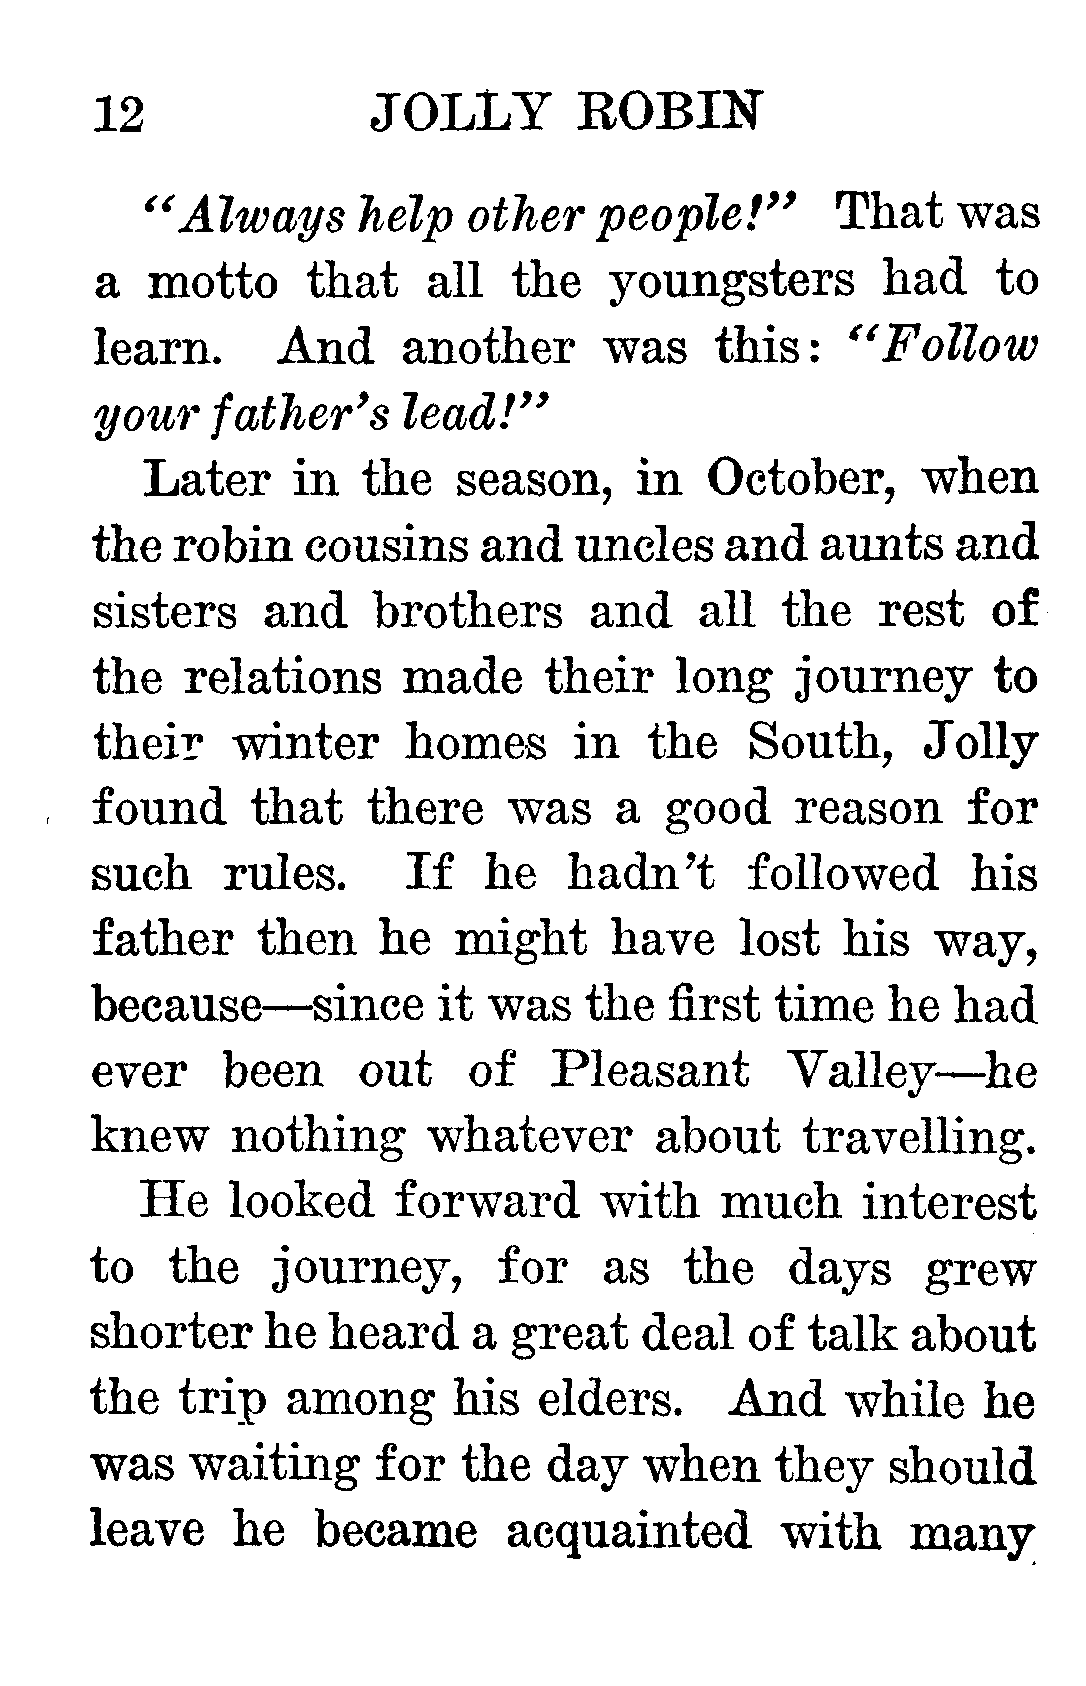 12 JOLLY ROBIN
“Always help other people!” That was
a motto that all the youngsters had to
learn. And another was this: “Follow
your father’s lead!”
Later in the season, in October, when
the robin cousins and uncles and aunts and
sisters and brothers and all the rest of
the relations made their long journey to
their winter homes in the South, Jolly
found that there was a good reason for
such rules. If he hadn’t followed his
father then he might have lost his way,
because—since it was the first time he had
ever been out of Pleasant Valley—he
knew nothing whatever about travelling.
He looked forward with much interest
to the journey, for as the days grew
shorter he heard a great deal of talk about
the trip among his elders. And while he
was waiting for the day when they should
leave he became acquainted with many